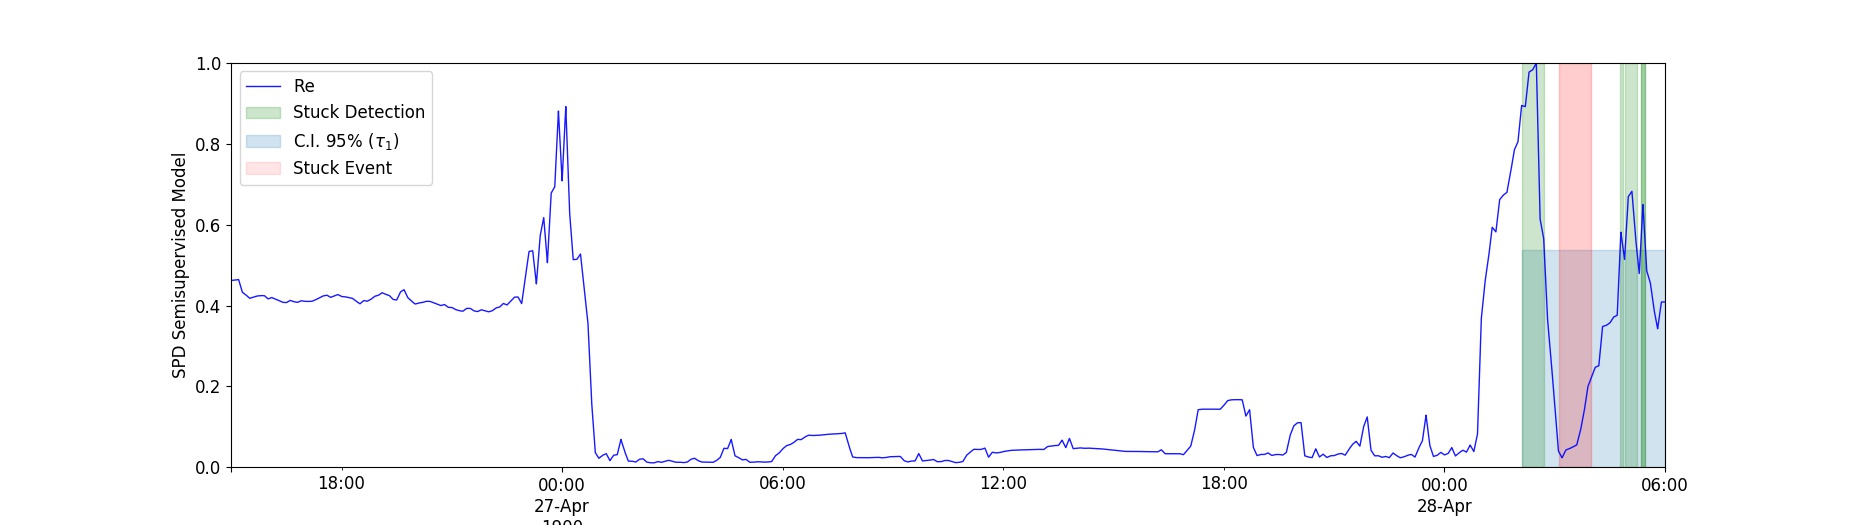 SPD Semisupervised Model
1.0
0.8
0.6
0.4
0.2
0.0
Re
Stuck Detection
C.I. 95% (τ₁)
Stuck Event
18:00
00:00
27-Apr
1900
06:00
12:00
18:00
00:00
28-Apr
06:00